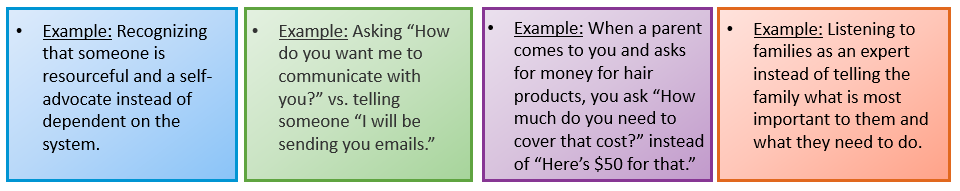 • Example: Recognizing
that someone is
resourceful and a self-
advocate instead of
dependent on the
system.
• Example: Asking “How
do you want me to
communicate with
you?” vs. telling
someone “I will be
sending you emails.”
• Example: When a parent
comes to you and asks
for money for hair
products, you ask “How
much do you need to
cover that cost?” instead
of “Here’s $50 for that.”
• Example: Listening to
families as an expert
instead of telling the
family what is most
important to them and
what they need to do.